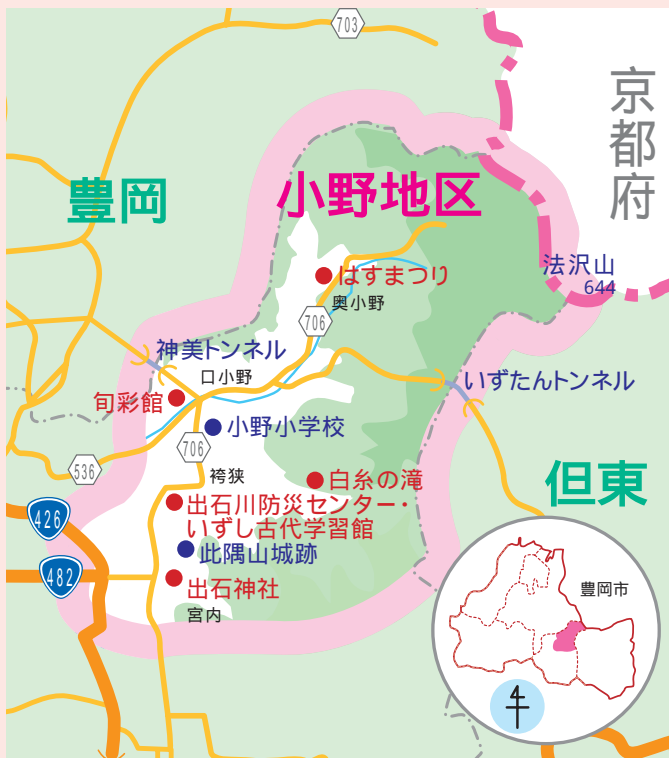 703
京都府
豊岡
小野地区
法沢山
644
はすまつり
奥小野
706
神美トンネル
口小野
いずたんトンネル
旬彩館
小野小学校
706
536
袴狭
白糸の滝
但東
出石川防災センター・
いずし古代学習館
426
此隅山城跡
482
出石神社
宮内
豊岡市